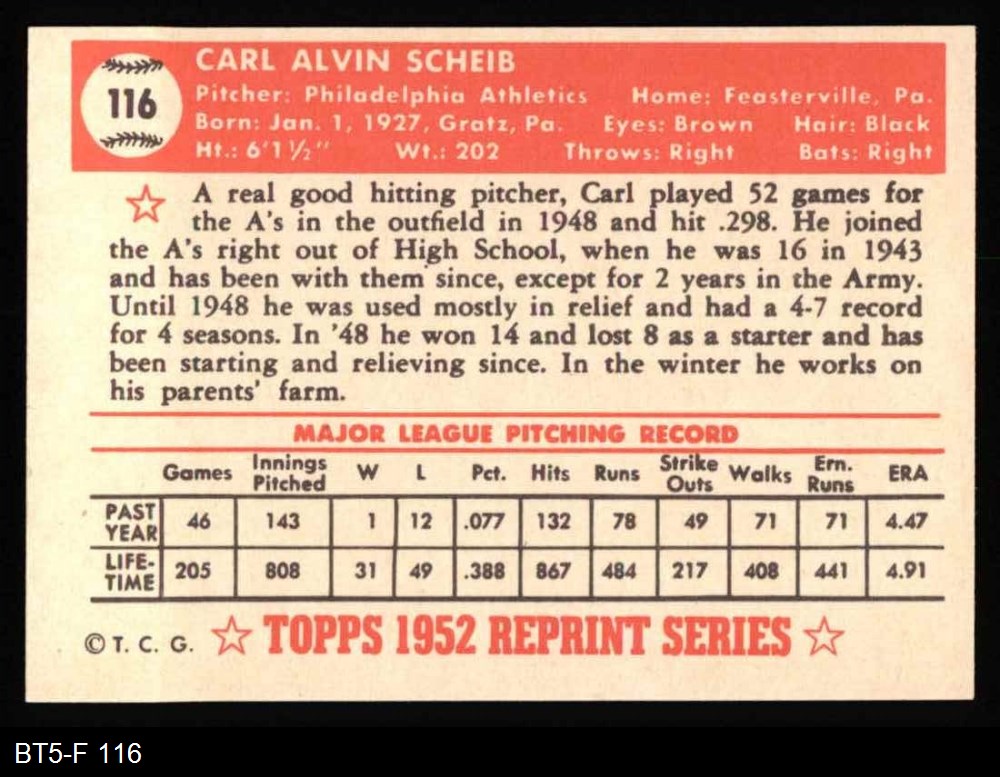 116
CARL ALVIN SCHEIB
Pitcher: Philadelphia Athletics Home: Feasterville, Pa.
Born: Jan. 1, 1927, Gratz, Pa. Eyes: Brown Hair: Black
Ht.: 6'1½" Wt.: 202 Throws: Right Bats: Right
A real good hitting pitcher, Carl played 52 games for
the A's in the outfield in 1948 and hit .298. He joined
the A's right out of High School, when he was 16 in 1943
and has been with them since, except for 2 years in the Army.
Until 1948 he was used mostly in relief and had a 4-7 record
for 4 seasons. In '48 he won 14 and lost 8 as a starter and has
been starting and relieving since. In the winter he works on
his parents' farm.
MAJOR LEAGUE PITCHING RECORD
Games Innings Pitched W L Pct. Hits Runs Strike Outs Walks Ern. Runs ERA
PAST YEAR 46 143 1 12 .077 132 78 49 71 71 4.47
LIFE-TIME 205 808 31 49 .388 867 484 217 408 441 4.91
© T. C. G. ☆ TOPPS 1952 REPRINT SERIES ☆
BT5-F 116